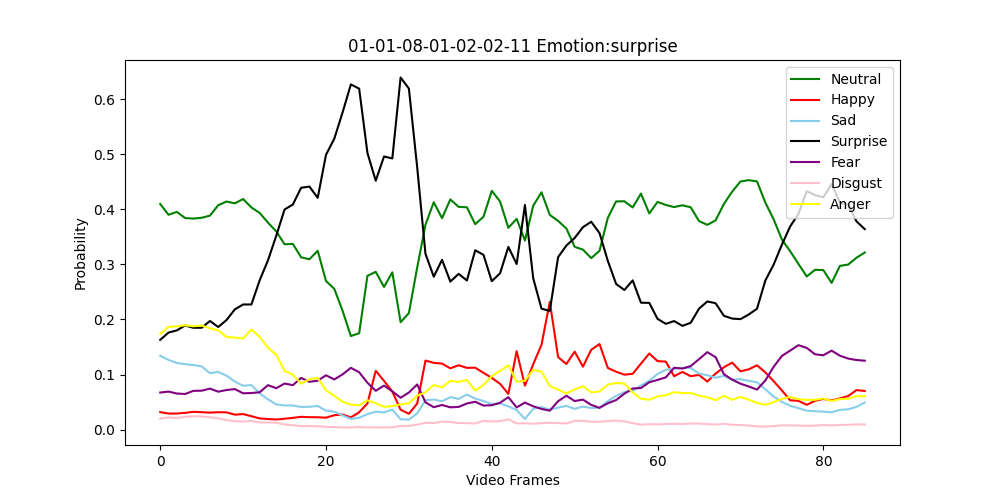 01-01-08-01-02-02-11 Emotion:surprise
Neutral
Happy
Sad
Surprise
Fear
Disgust
Anger
Probability
0.6
0.5
0.4
0.3
0.2
0.1
0.0
0 20 40 60 80
Video Frames